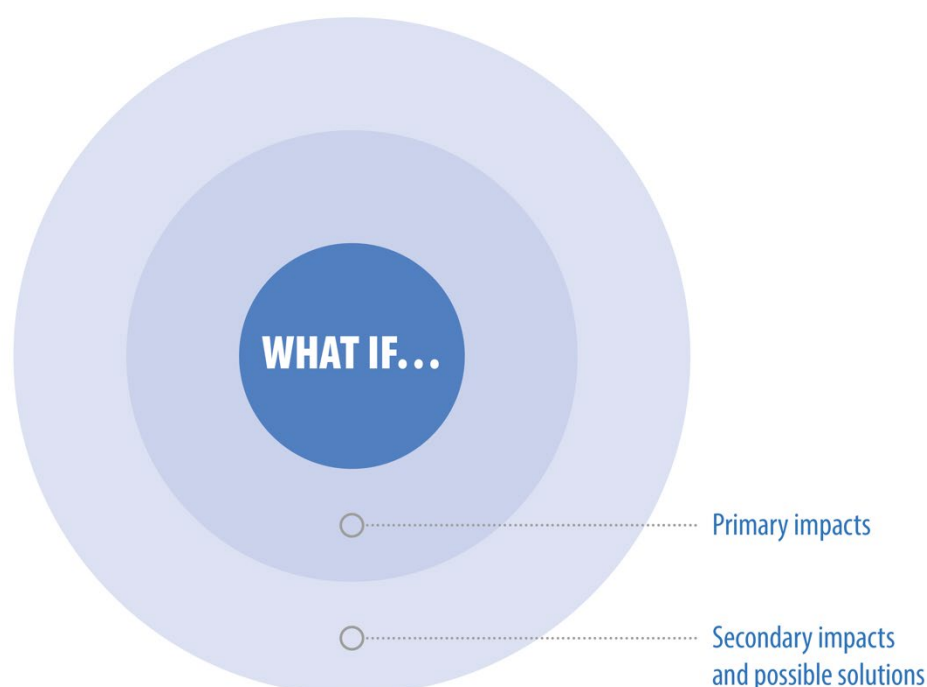 WHAT IF...
Primary impacts
Secondary impacts
and possible solutions